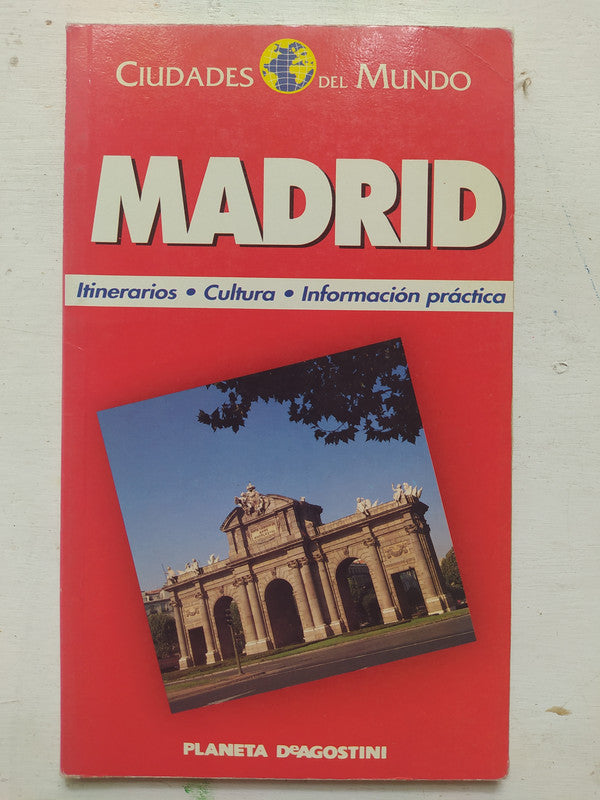 CIUDADES DEL MUNDO
MADRID
Itinerarios • Cultura • Información práctica
PLANETA DeAGOSTINI